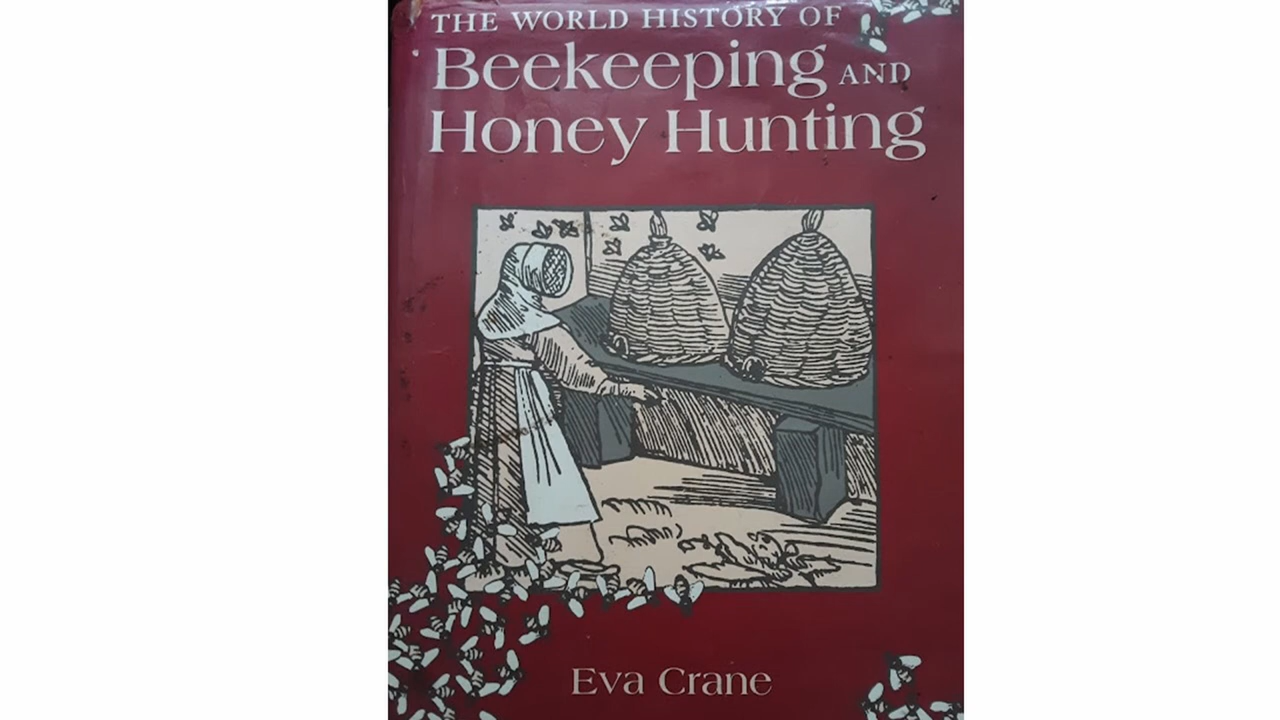 THE WORLD HISTORY OF
Beekeeping AND
Honey Hunting
Eva Crane